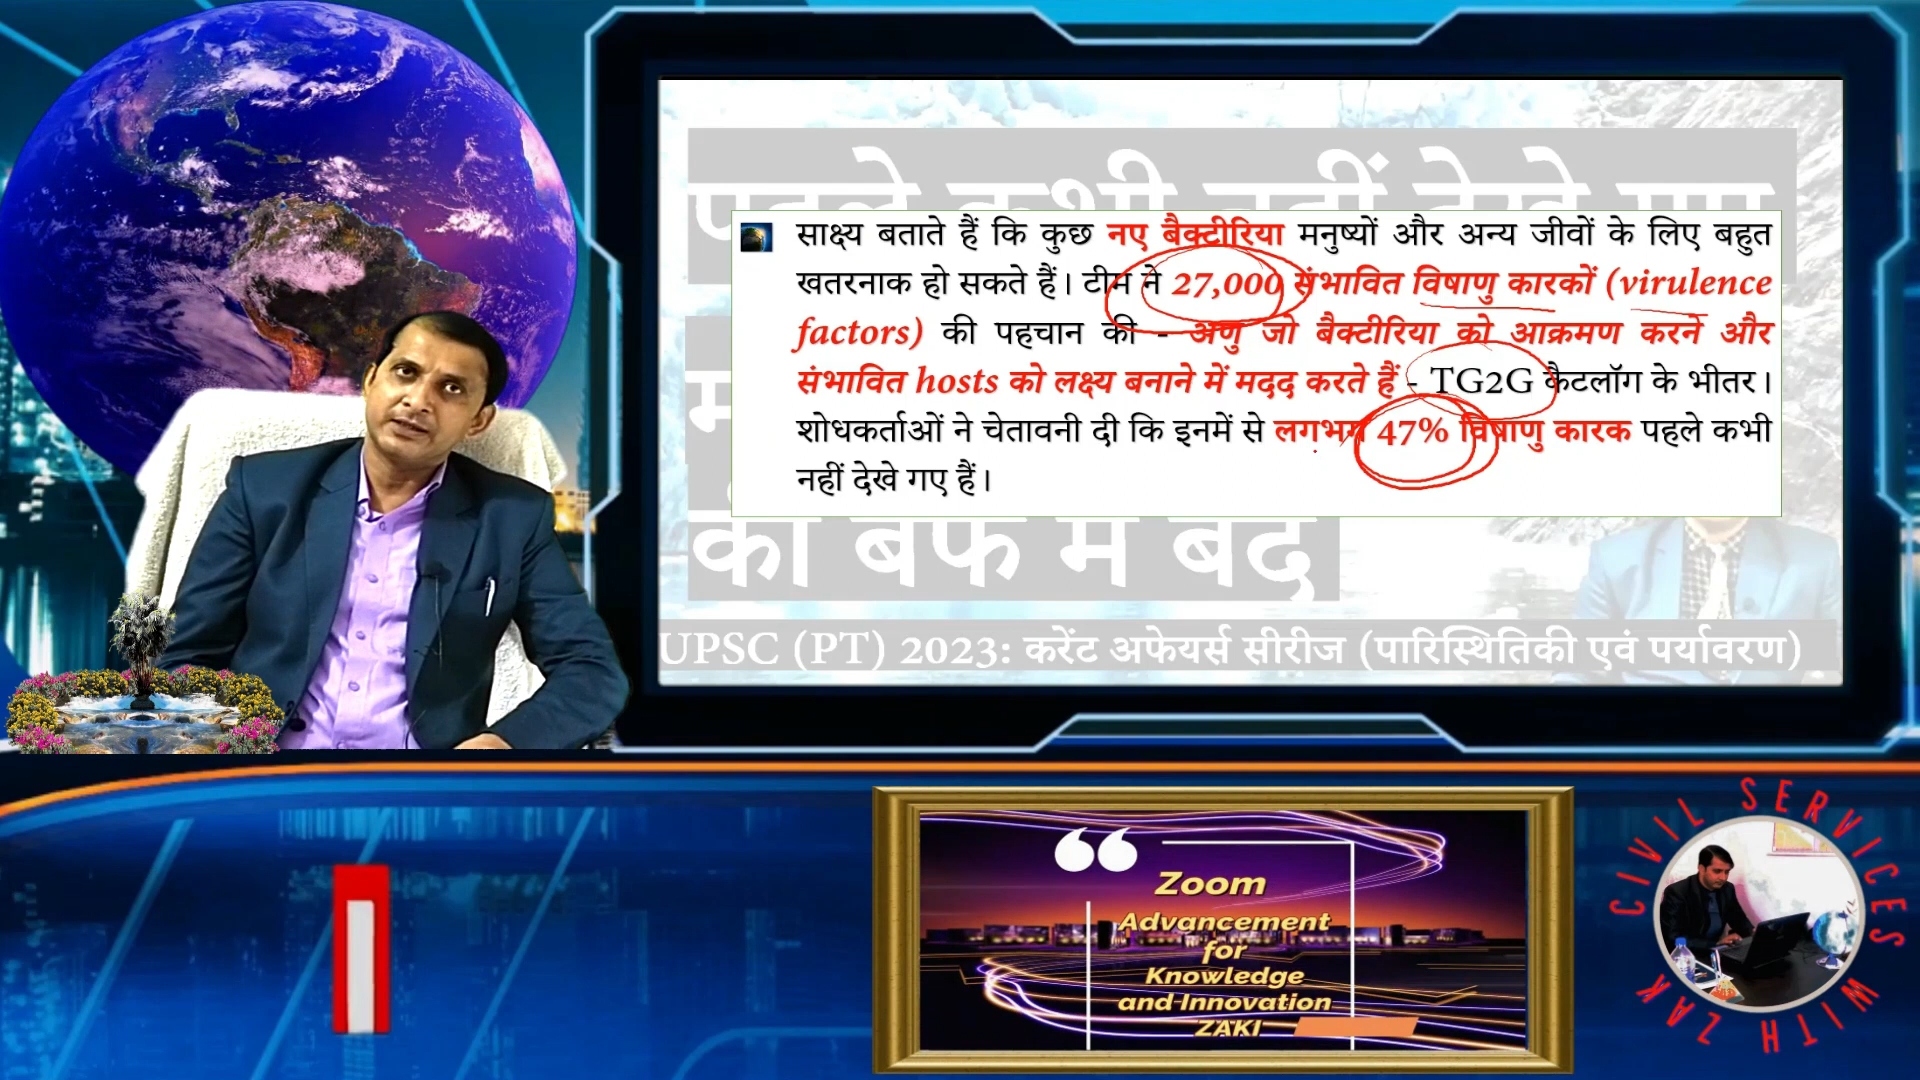 साक्ष्य बताते हैं कि कुछ नए बैक्टीरिया मनुष्यों और अन्य जीवों के लिए बहुत
खतरनाक हो सकते हैं। टीम ने 27,000 संभावित विषाणु कारकों (virulence
factors) की पहचान की - अणु जो बैक्टीरिया को आक्रमण करने और
संभावित hosts को लक्ष्य बनाने में मदद करते हैं - TG2G कैटलॉग के भीतर।
शोधकर्ताओं ने चेतावनी दी कि इनमें से लगभग 47% विषाणु कारक पहले कभी
नहीं देखे गए हैं।
UPSC (PT) 2023: करेंट अफेयर्स सीरीज (पारिस्थितिकी एवं पर्यावरण)
Zoom
Advancement
for
Knowledge
and Innovation
ZAKI
CIVIL SERVICES WITH ZAK